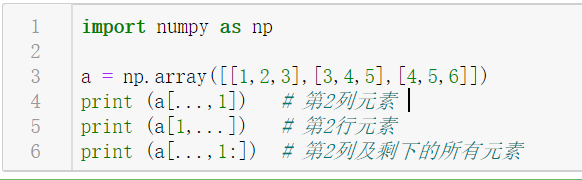 1 import numpy as np
2
3 a = np.array([[1,2,3],[3,4,5],[4,5,6]])
4 print (a[...,1])   # 第2列元素
5 print (a[1,...])   # 第2行元素
6 print (a[...,1:])  # 第2列及剩下的所有元素